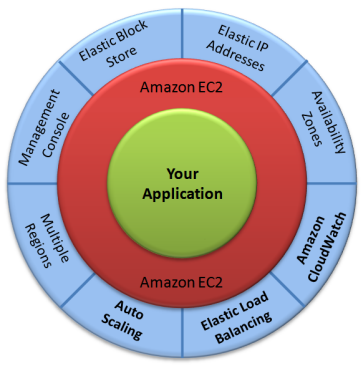 Elastic Block
Store
Elastic IP
Addresses
Availability
Zones
Amazon
CloudWatch
Elastic Load
Balancing
Auto
Scaling
Multiple
Regions
Management
Console
Amazon EC2
Your
Application
Amazon EC2